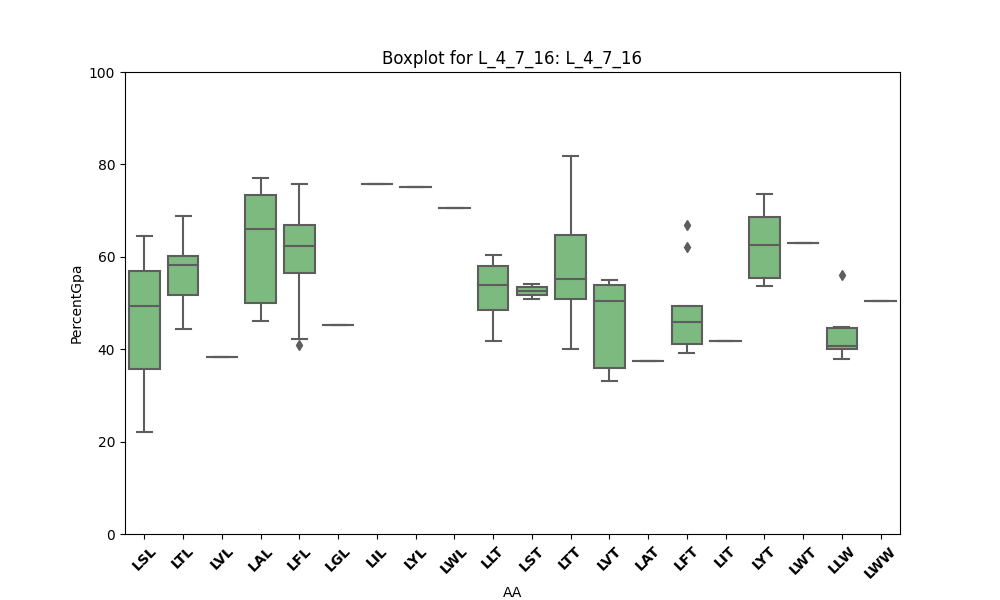 Boxplot for L_4_7_16: L_4_7_16
100
80
60
40
20
0
PercentGpa
LSL LTL LVL LAL LFL LGL LIL LYL LWL LLT LST LTT LVT LAT LFT LIT LYT LWT LLW LWW
AA